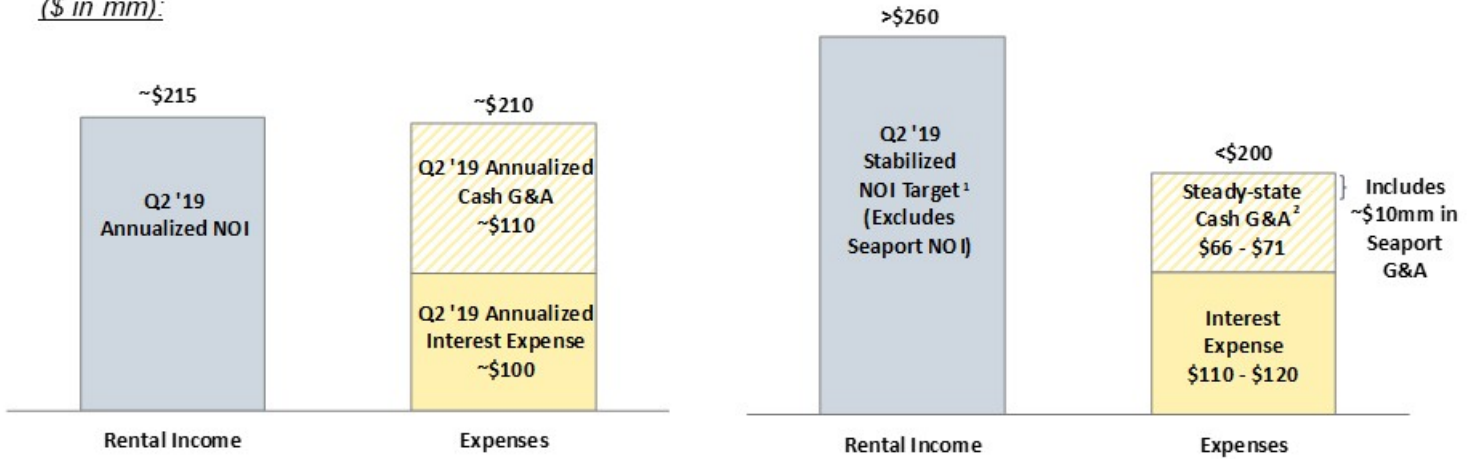 ($ in mm):
~$215
Q2 '19
Annualized NOI
~$210
Q2 '19 Annualized
Cash G&A
~$110
Q2 '19 Annualized
Interest Expense
~$100
Rental Income
Expenses
>$260
Q2 '19
Stabilized
NOI Target ¹
(Excludes
Seaport NOI)
<$200
Steady-state
Cash G&A²
$66 - $71
Includes
~$10mm in
Seaport
G&A
Interest
Expense
$110 - $120
Rental Income
Expenses